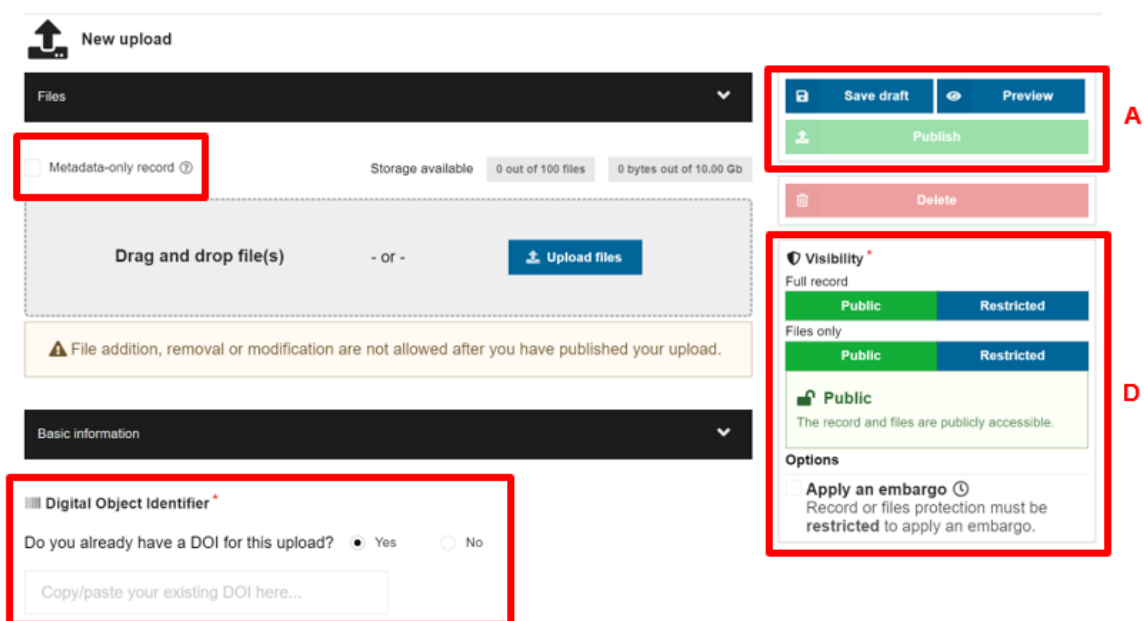 New upload
Files
Metadata-only record
Storage available 0 out of 100 files 0 bytes out of 10.00 Gb
Drag and drop file(s) - or - Upload files
File addition, removal or modification are not allowed after you have published your upload.
Basic information
Digital Object Identifier *
Do you already have a DOI for this upload? Yes No
Copy/paste your existing DOI here...
Save draft Preview
Publish
A
Delete
Visibility *
Full record
Public Restricted
Files only
Public Restricted
Public
The record and files are publicly accessible.
D
Options
Apply an embargo
Record or files protection must be
restricted to apply an embargo.